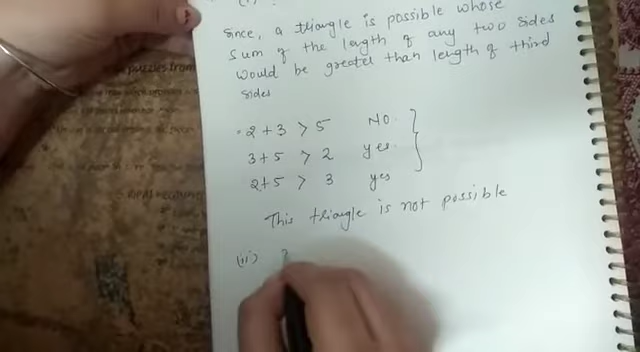 Since, a triangle is possible whose
sum of the length of any two sides
would be greater than length of third
sides
2+3 > 5 No.
3+5 > 2 yes.
2+5 > 3 yes
This triangle is not possible
(ii)